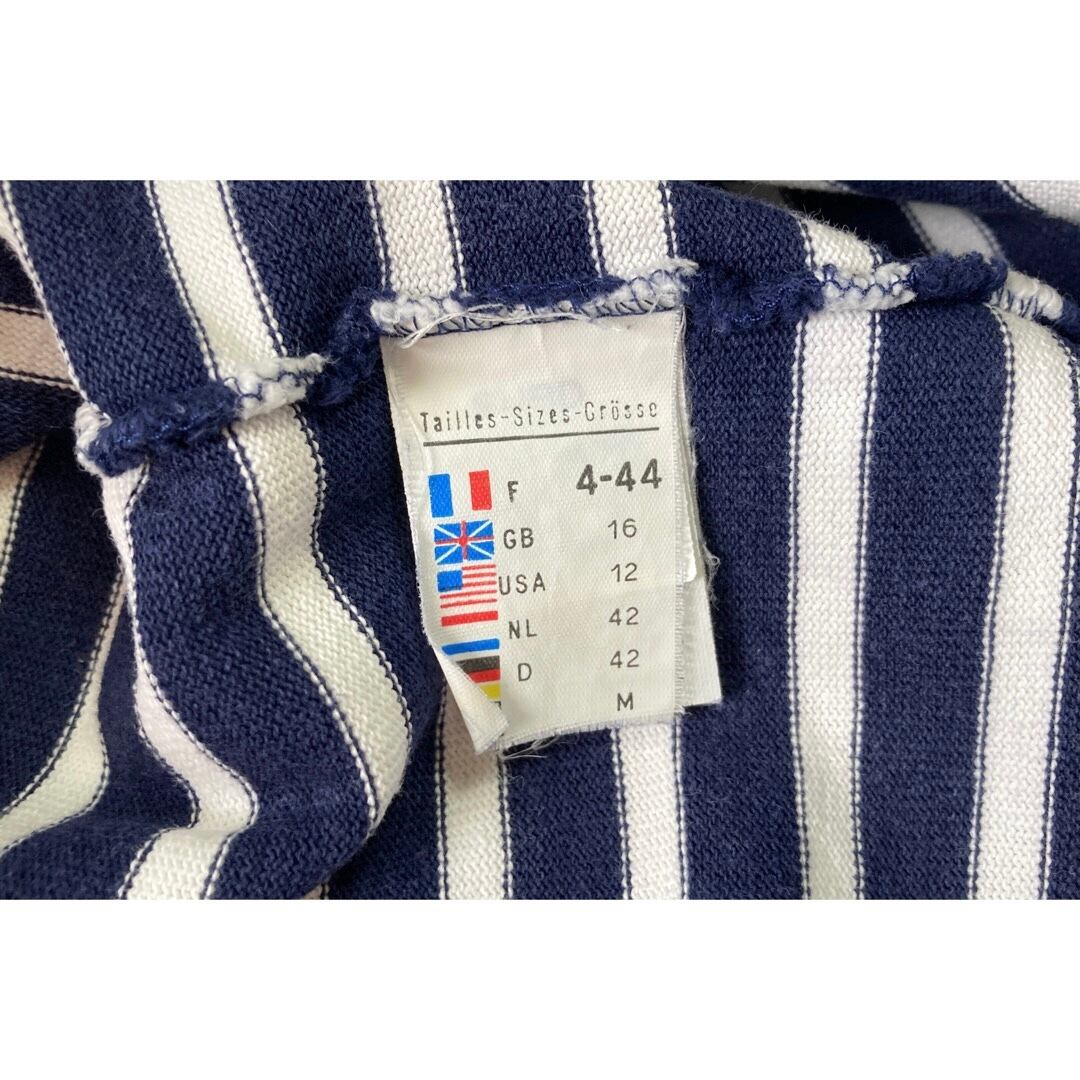 Tailles-Sizes-Grösse
F 4-44
GB 16
USA 12
NL 42
D 42
M